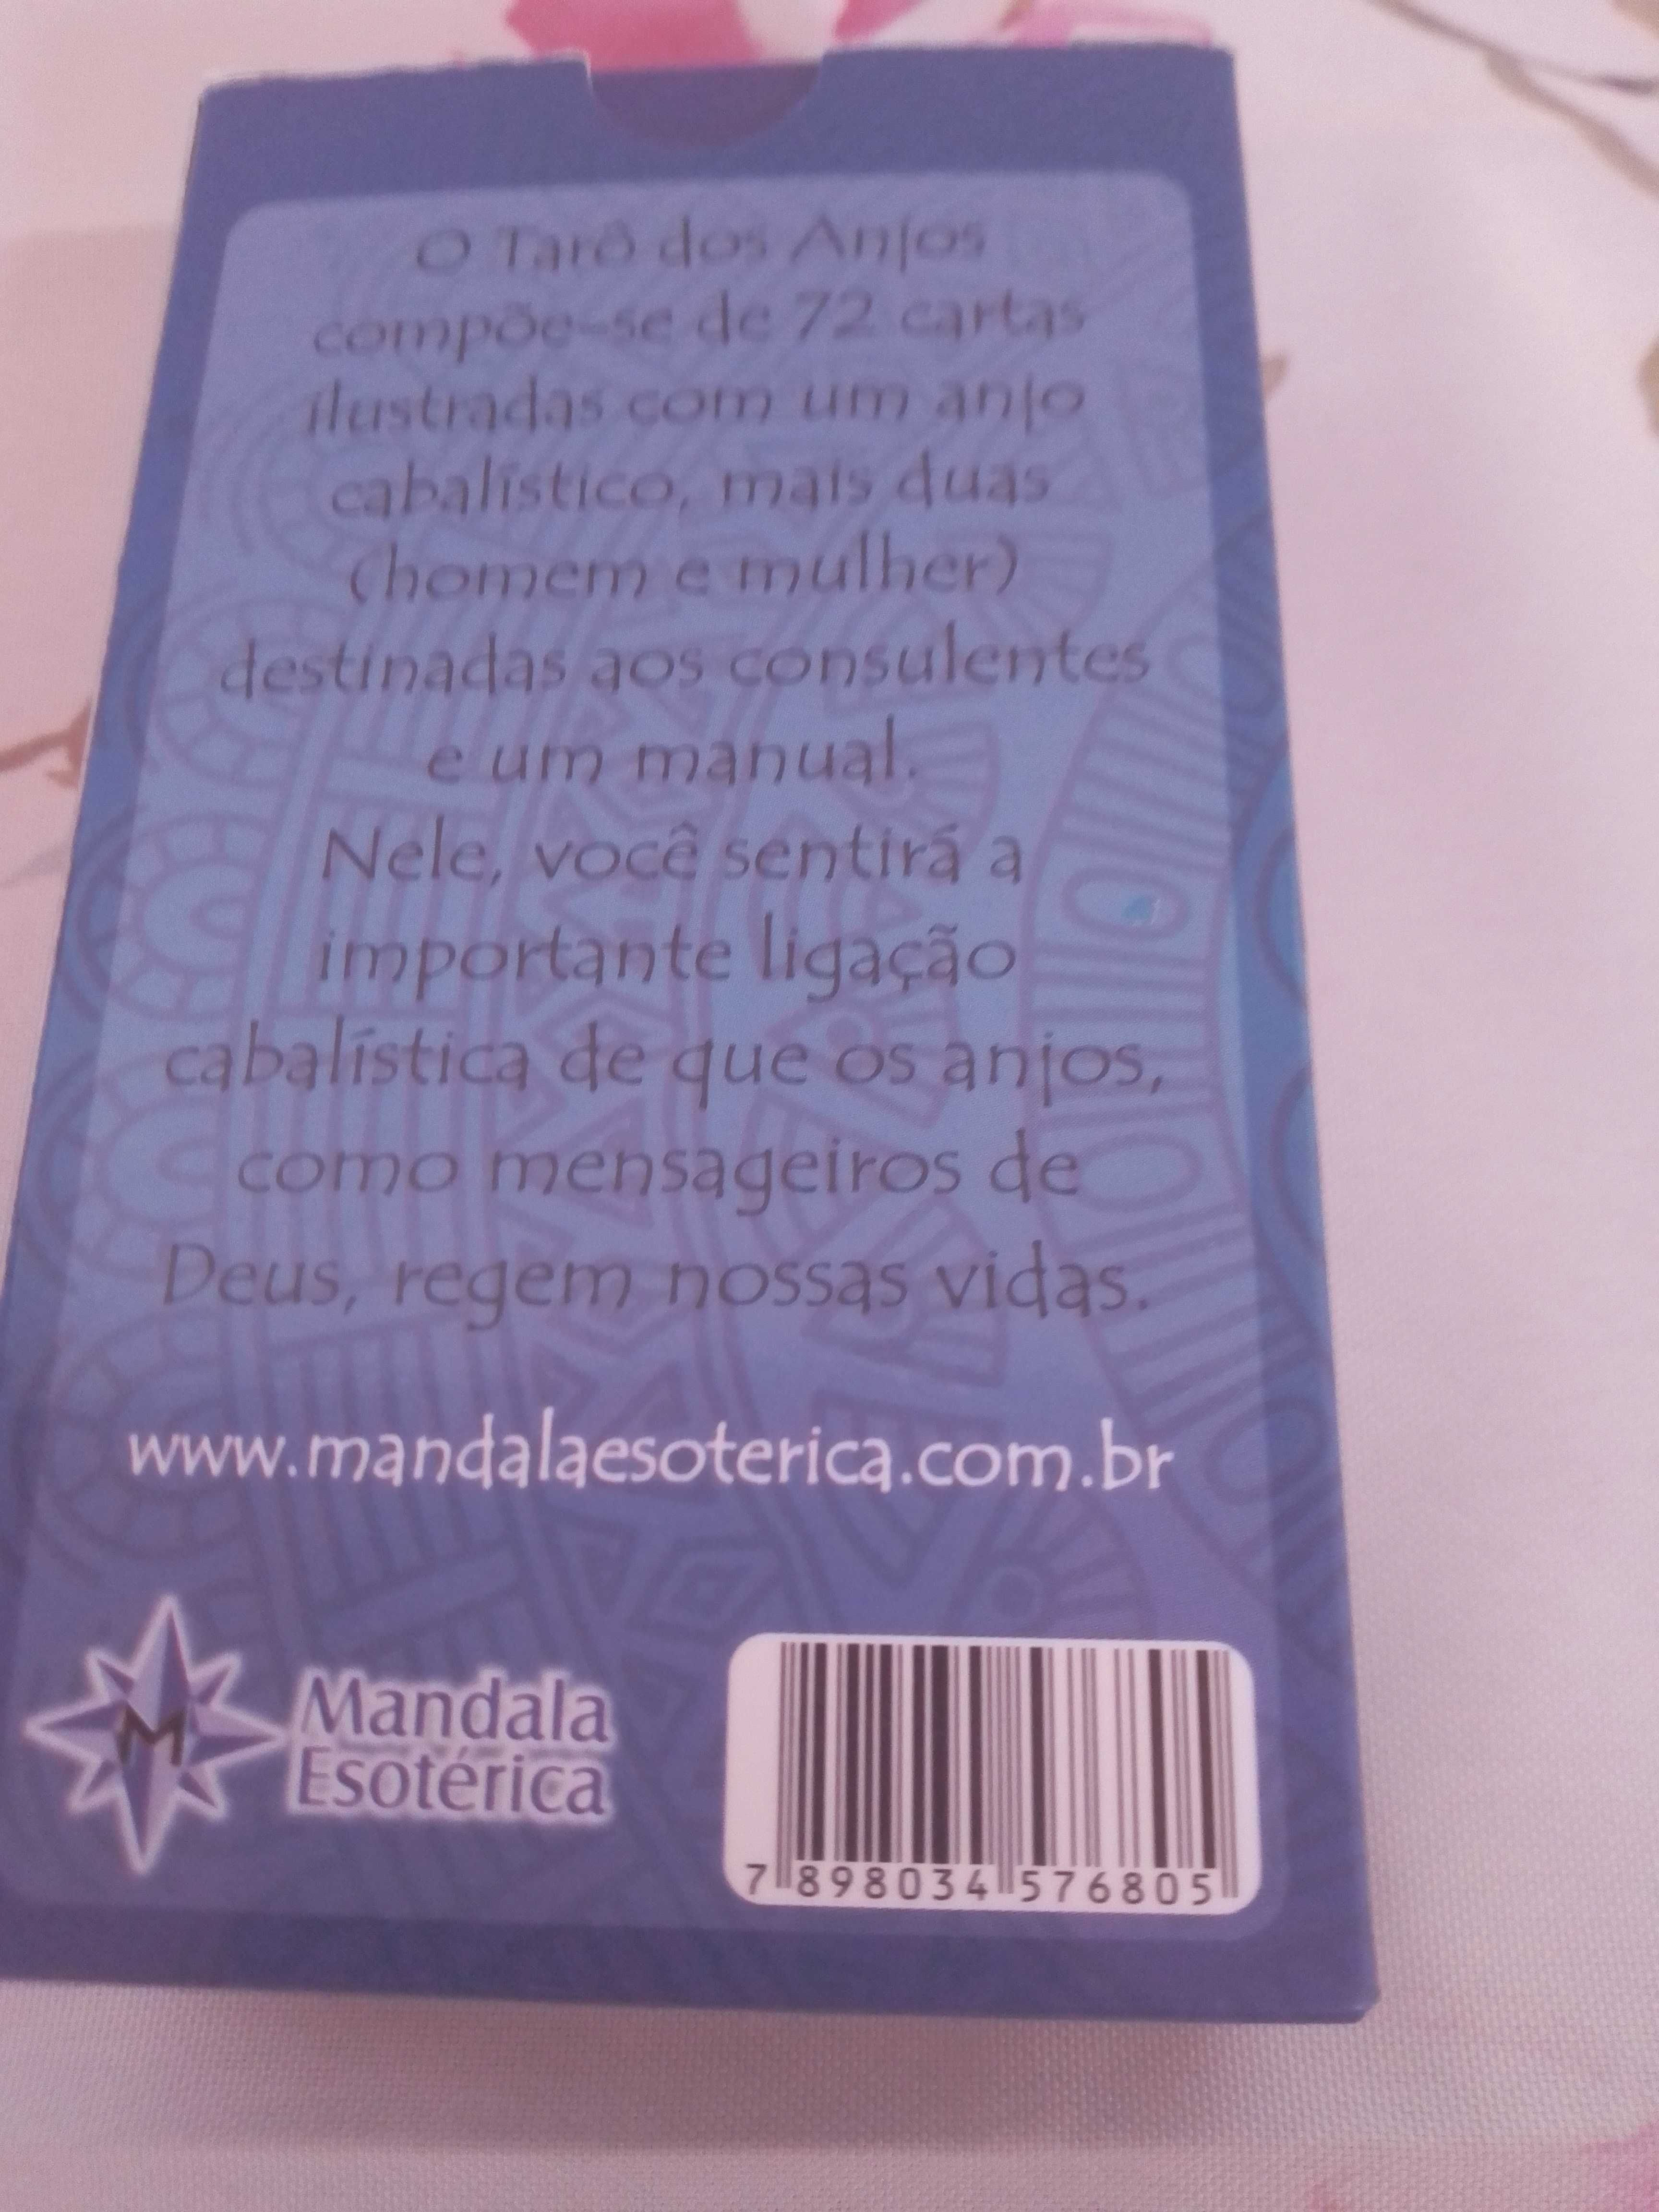 O Tarô dos Anjos
compõe-se de 72 cartas
ilustradas com um anjo
cabalístico, mais duas
(homem e mulher)
destinadas aos consulentes
e um manual.
Nele, você sentirá a
importante ligação
cabalística de que os anjos,
como mensageiros de
Deus, regem nossas vidas.
www.mandalaesoterica.com.br
M
Mandala
Esotérica
7 898034 576805